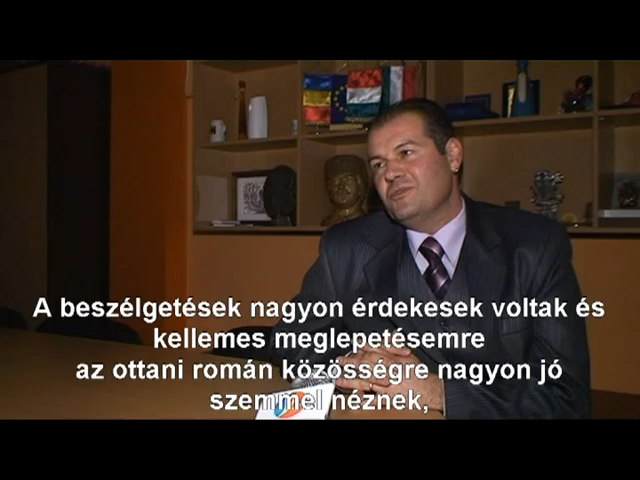 A beszélgetések nagyon érdekesek voltak és
kellemes meglepetésemre
az ottani román közösségre nagyon jó
szemmel néznek,